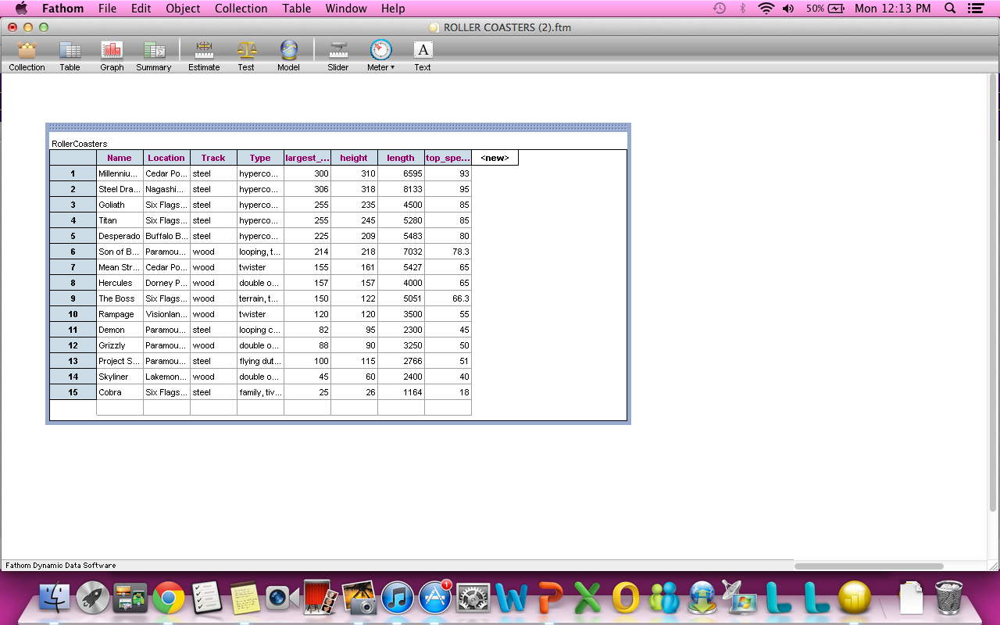 Fathom File Edit Object Collection Table Window Help 50% Mon 12:13 PM
ROLLER COASTERS (2).ftm
Collection Table Graph Summary Estimate Test Model Slider Meter Text
A
RollerCoasters
Name Location Track Type largest_... height length top_spe... <new>
1 Millenniu... Cedar Po... steel hyperco... 300 310 6595 93
2 Steel Dra... Nagashi... steel hyperco... 306 318 8133 95
3 Goliath Six Flags... steel hyperco... 255 235 4500 85
4 Titan Six Flags... steel hyperco... 255 245 5280 85
5 Desperado Buffalo B... steel hyperco... 225 209 5483 80
6 Son of B... Paramou... wood looping, t... 214 218 7032 78.3
7 Mean Str... Cedar Po... wood twister 155 161 5427 65
8 Hercules Dorney P... wood double o... 157 157 4000 65
9 The Boss Six Flags... wood terrain, t... 150 122 5051 66.3
10 Rampage Visionlan... wood twister 120 120 3500 55
11 Demon Paramou... steel looping c... 82 95 2300 45
12 Grizzly Paramou... wood double o... 88 90 3250 50
13 Project S... Paramou... steel flying dut... 100 115 2766 51
14 Skyliner Lakemon... wood double o... 45 60 2400 40
15 Cobra Six Flags... steel family, tiv... 25 26 1164 18
Fathom Dynamic Data Software
1
W P X O L L